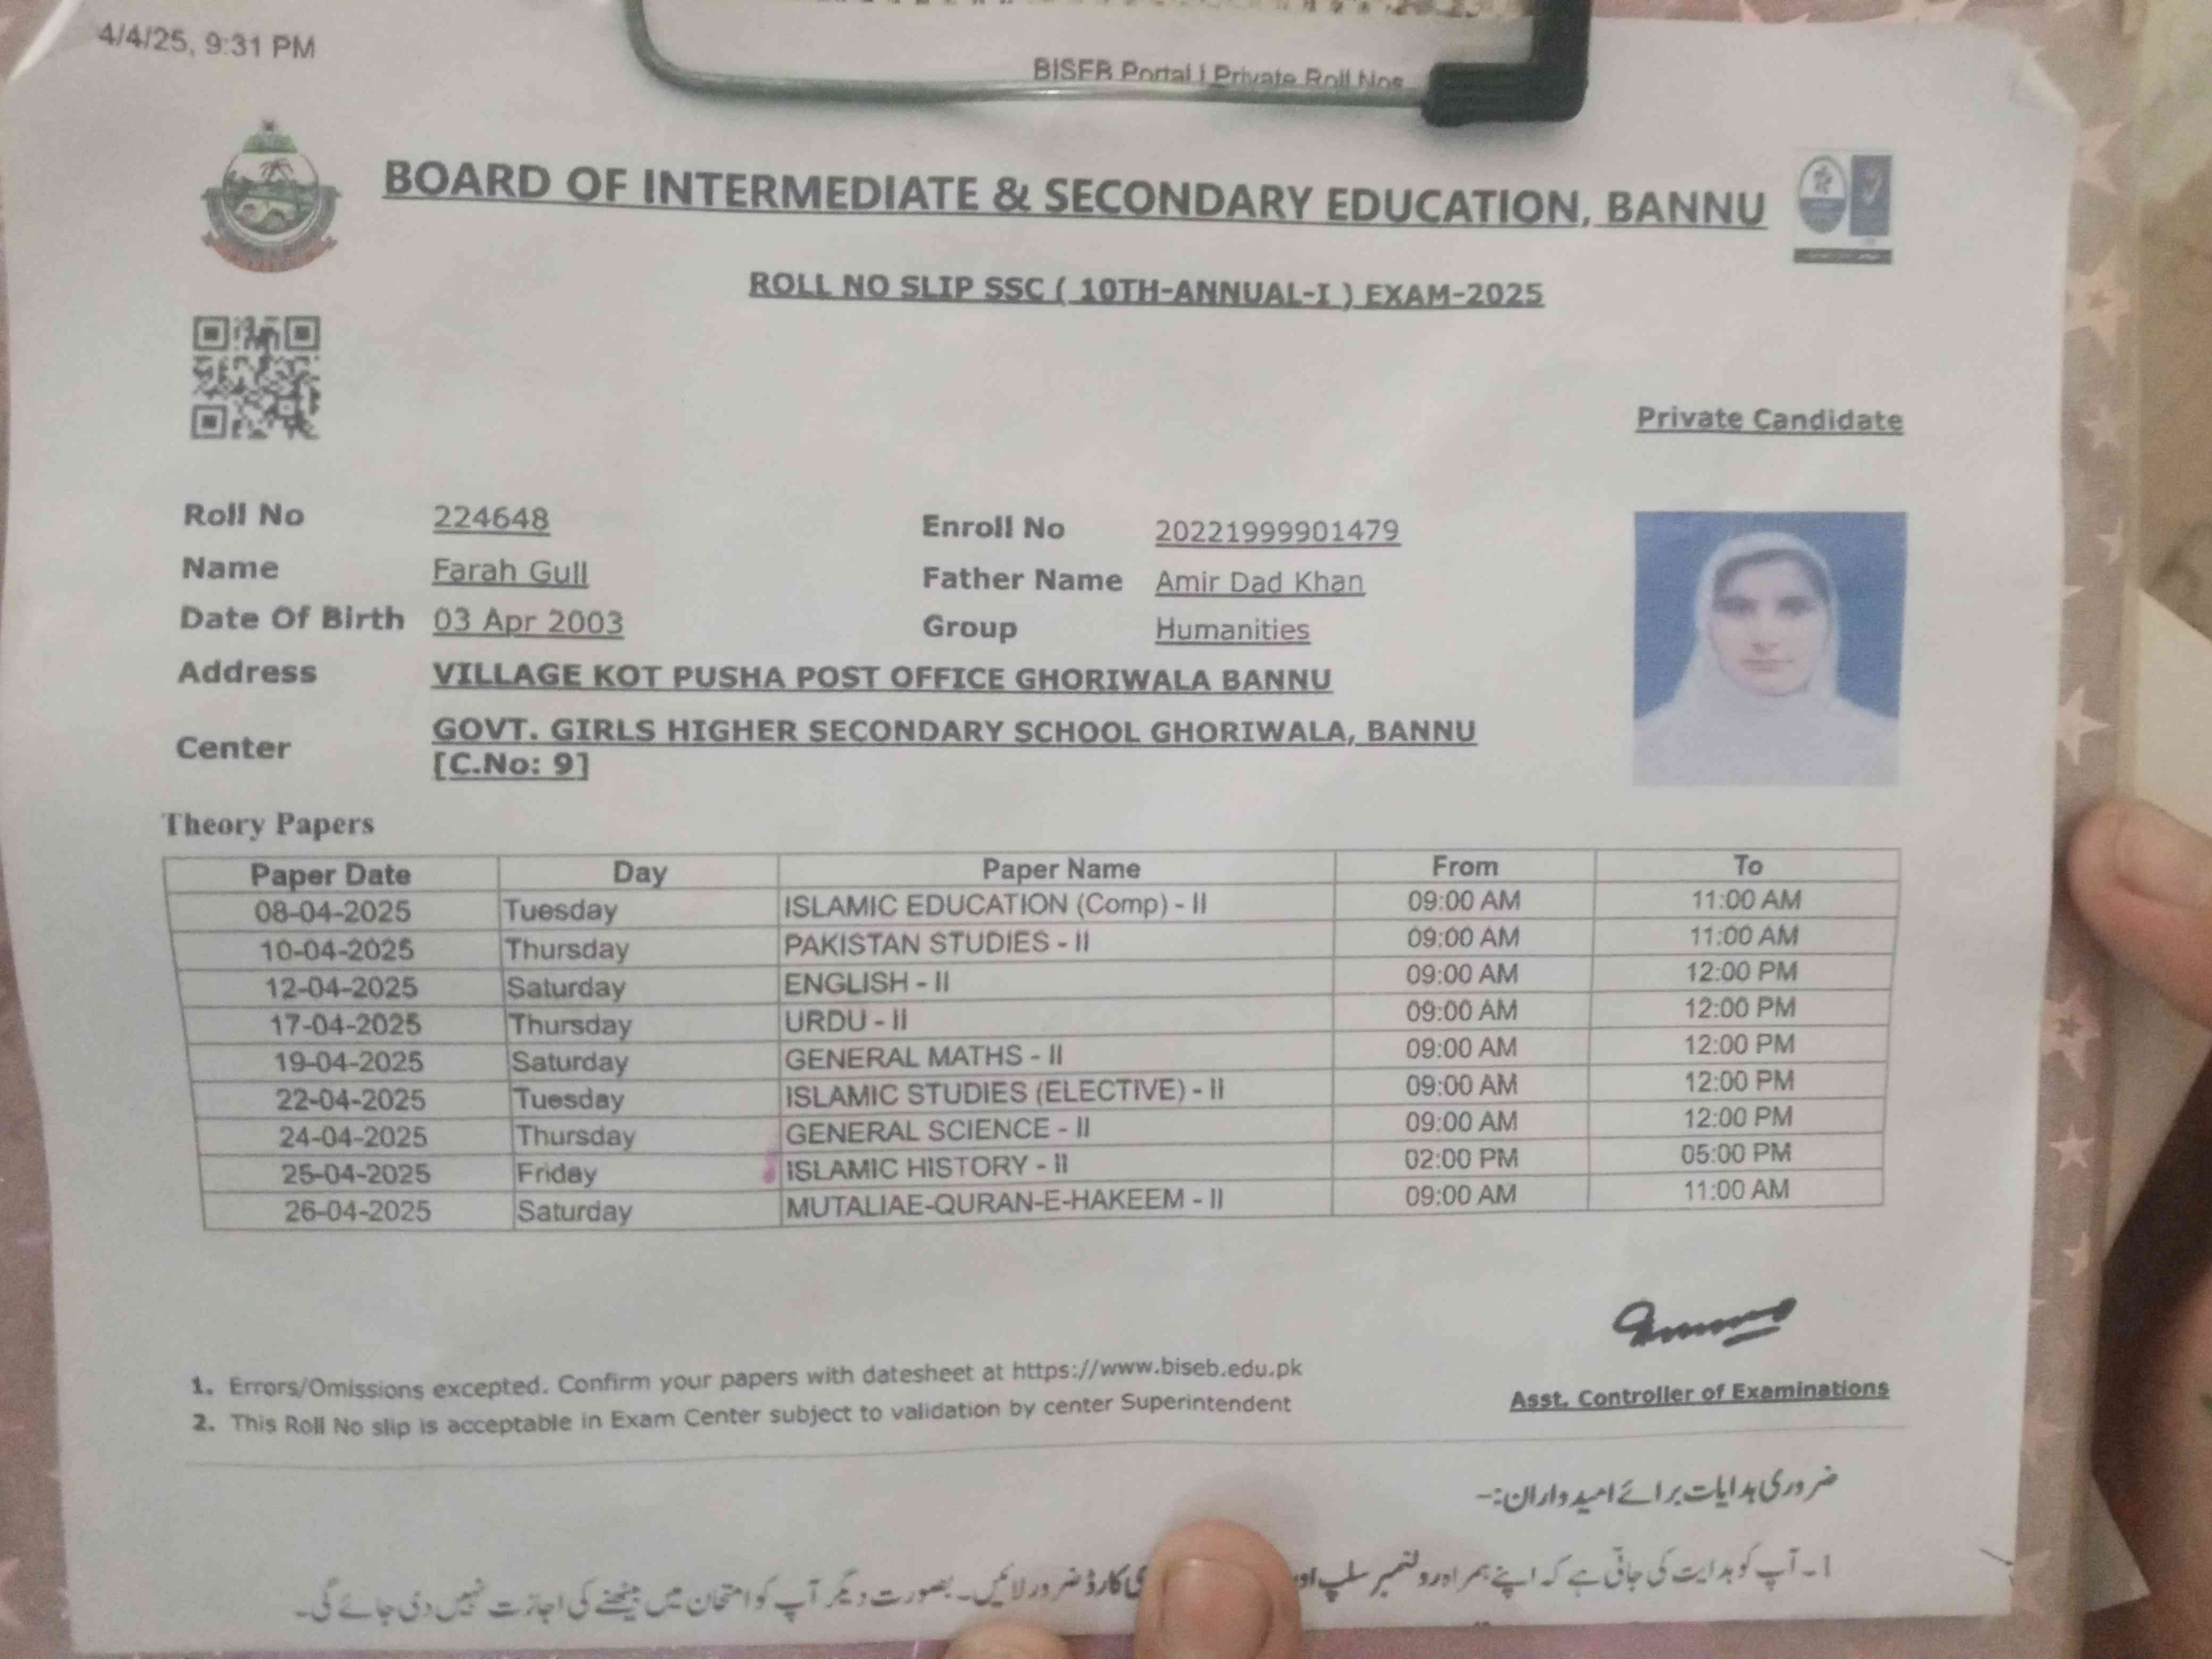 4/4/25, 9:31 PM
BISEB Portal | Private Roll Nos
BOARD OF INTERMEDIATE & SECONDARY EDUCATION, BANNU
ROLL NO SLIP SSC ( 10TH-ANNUAL-I ) EXAM-2025
Private Candidate
Roll No 224648 Enroll No 20221999901479
Name Farah Gull Father Name Amir Dad Khan
Date Of Birth 03 Apr 2003 Group Humanities
Address VILLAGE KOT PUSHA POST OFFICE GHORIWALA BANNU
Center GOVT. GIRLS HIGHER SECONDARY SCHOOL GHORIWALA, BANNU
[C.No: 9]
Theory Papers
Paper Date Day Paper Name From To
08-04-2025 Tuesday ISLAMIC EDUCATION (Comp) - II 09:00 AM 11:00 AM
10-04-2025 Thursday PAKISTAN STUDIES - II 09:00 AM 11:00 AM
12-04-2025 Saturday ENGLISH - II 09:00 AM 12:00 PM
17-04-2025 Thursday URDU - II 09:00 AM 12:00 PM
19-04-2025 Saturday GENERAL MATHS - II 09:00 AM 12:00 PM
22-04-2025 Tuesday ISLAMIC STUDIES (ELECTIVE) - II 09:00 AM 12:00 PM
24-04-2025 Thursday GENERAL SCIENCE - II 09:00 AM 12:00 PM
25-04-2025 Friday ISLAMIC HISTORY - II 02:00 PM 05:00 PM
26-04-2025 Saturday MUTALIAE-QURAN-E-HAKEEM - II 09:00 AM 11:00 AM
1. Errors/Omissions excepted. Confirm your papers with datesheet at https://www.biseb.edu.pk
2. This Roll No slip is acceptable in Exam Center subject to validation by center Superintendent
Asst. Controller of Examinations
ضروری ہدایات برائے امیدواران:-
1۔ آپ کو ہدایت کی جاتی ہے کہ اپنے ہمراہ رولنمبر سلپ اور کارڈ ضرور لائیں۔ بصورت دیگر آپ کو امتحان میں بیٹھنے کی اجازت نہیں دی جائے گی۔